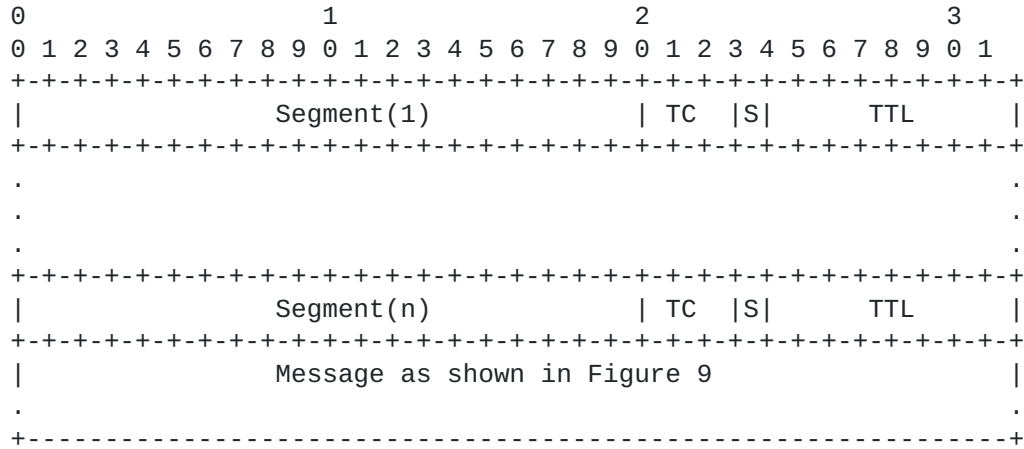 0                   1                   2                   3
0 1 2 3 4 5 6 7 8 9 0 1 2 3 4 5 6 7 8 9 0 1 2 3 4 5 6 7 8 9 0 1
+-+-+-+-+-+-+-+-+-+-+-+-+-+-+-+-+-+-+-+-+-+-+-+-+-+-+-+-+-+-+-+-+
|                Segment(1)             | TC  |S|      TTL      |
+-+-+-+-+-+-+-+-+-+-+-+-+-+-+-+-+-+-+-+-+-+-+-+-+-+-+-+-+-+-+-+-+
.                                                               .
.                                                               .
.                                                               .
+-+-+-+-+-+-+-+-+-+-+-+-+-+-+-+-+-+-+-+-+-+-+-+-+-+-+-+-+-+-+-+-+
|                Segment(n)             | TC  |S|      TTL      |
+-+-+-+-+-+-+-+-+-+-+-+-+-+-+-+-+-+-+-+-+-+-+-+-+-+-+-+-+-+-+-+-+
|                Message as shown in Figure 9                   |
.                                                               .
+---------------------------------------------------------------+